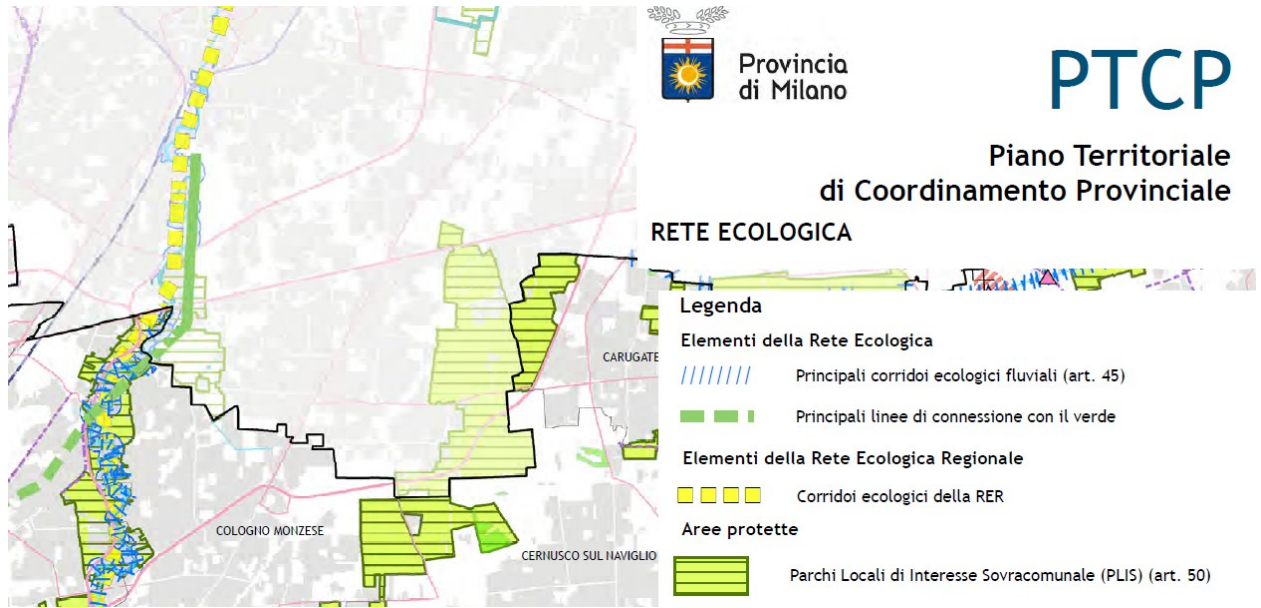 Provincia
di Milano
PTCP
Piano Territoriale
di Coordinamento Provinciale
RETE ECOLOGICA
Legenda
Elementi della Rete Ecologica
Principali corridoi ecologici fluviali (art. 45)
Principali linee di connessione con il verde
Elementi della Rete Ecologica Regionale
Corridoi ecologici della RER
Aree protette
Parchi Locali di Interesse Sovracomunale (PLIS) (art. 50)
CARUGATE
COLOGNO MONZESE
CERNUSCO SUL NAVIGLIO